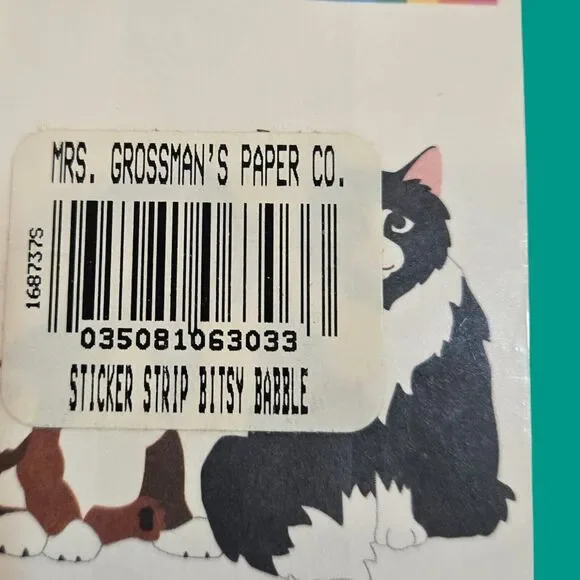 MRS. GROSSMAN'S PAPER CO.
168737S
035081063033
STICKER STRIP BITSY BABBLE